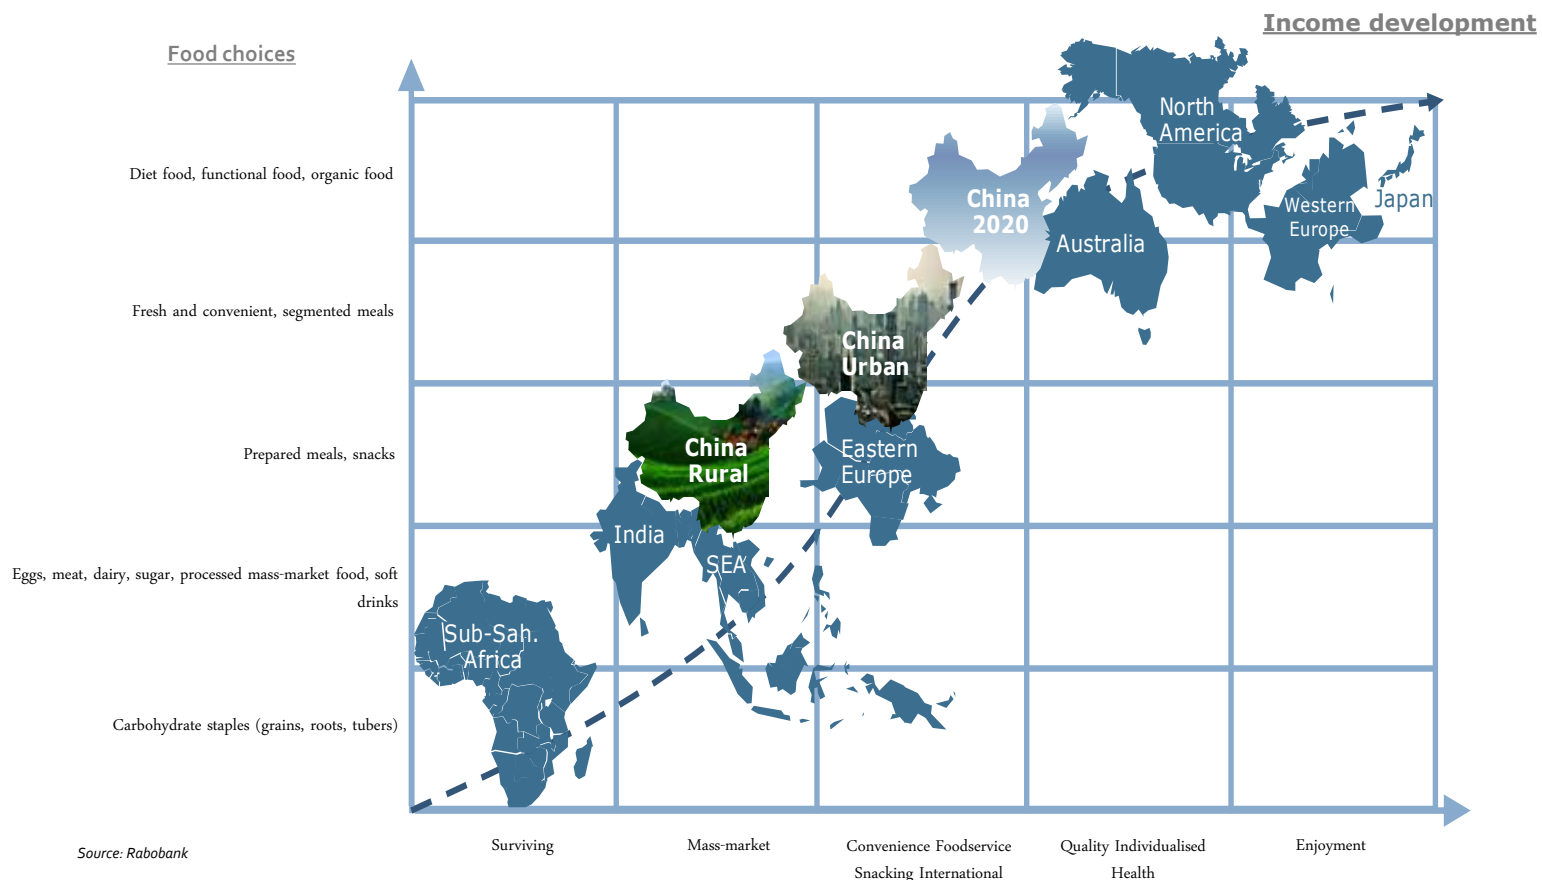 Income development
Food choices
North
America
Diet food, functional food, organic food
China
2020
Western
Europe
Japan
Australia
Fresh and convenient, segmented meals
China
Urban
Prepared meals, snacks
China
Rural
Eastern
Europe
India
SEA
Eggs, meat, dairy, sugar, processed mass-market food, soft
drinks
Sub-Sah.
Africa
Carbohydrate staples (grains, roots, tubers)
Surviving
Mass-market
Convenience Foodservice
Snacking International
Quality Individualised
Health
Enjoyment
Source: Rabobank